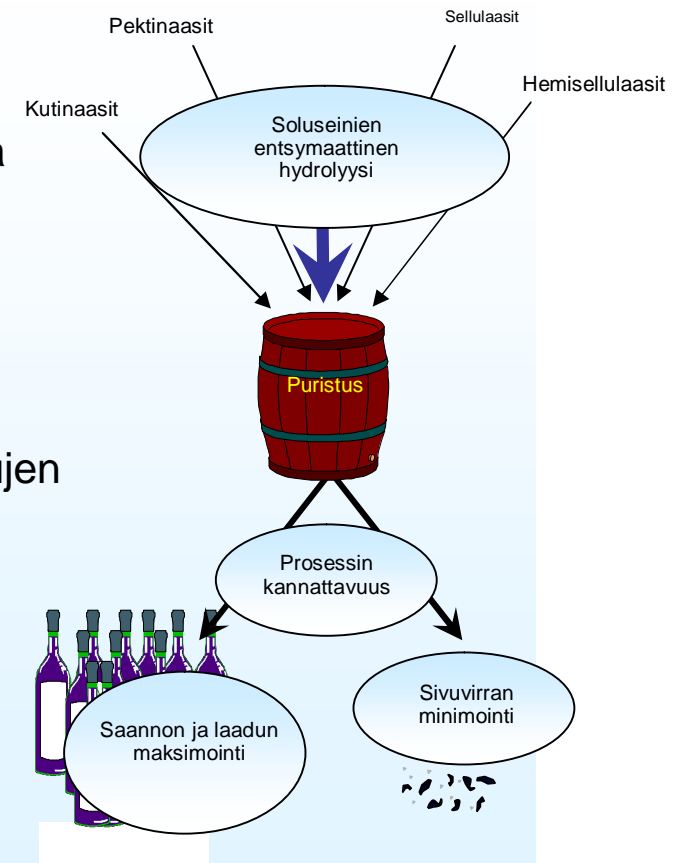 Pektinaasit
Sellulaasit
Hemisellulaasit
Kutinaasit
Soluseinien
entsymaattinen
hydrolyysi
Puristus
Prosessin
kannattavuus
Saannon ja laadun
maksimointi
Sivuvirran
minimointi